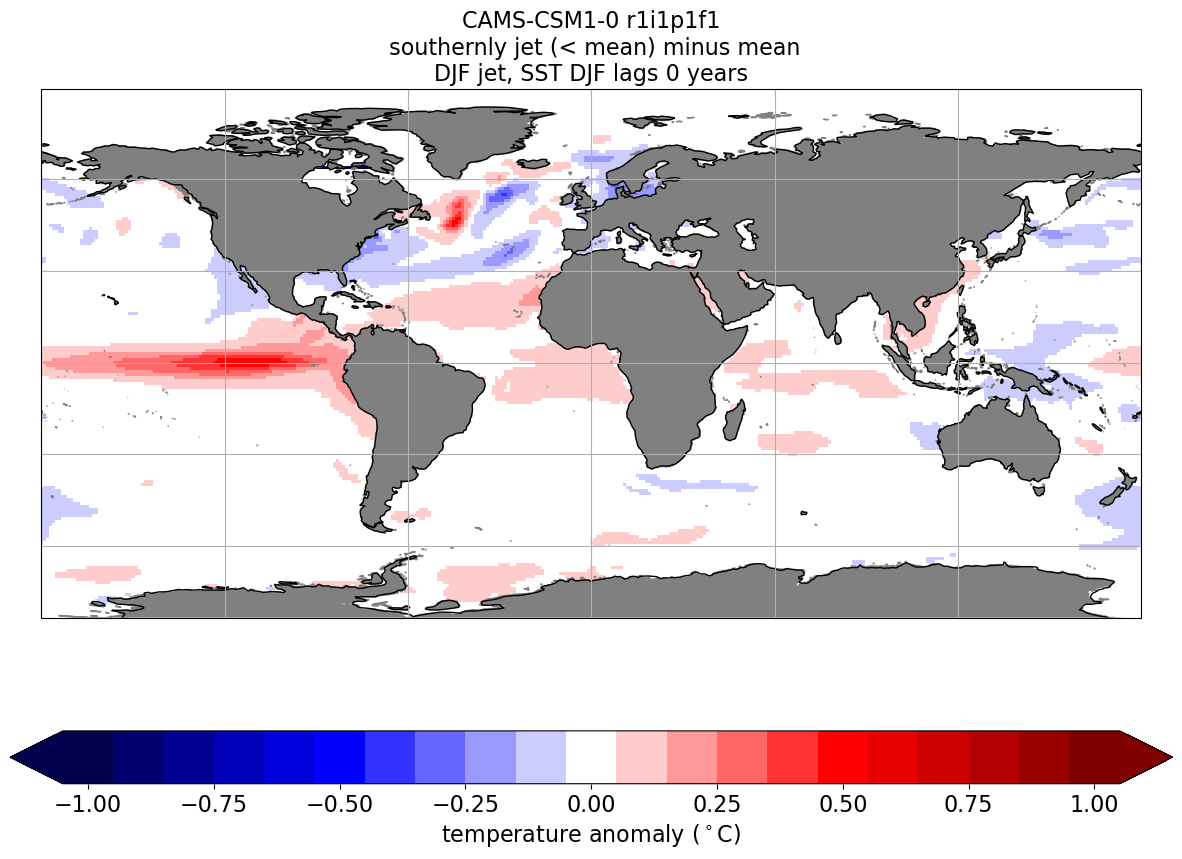 CAMS-CSM1-0 r1i1p1f1
southernly jet (< mean) minus mean
DJF jet, SST DJF lags 0 years
−1.00 −0.75 −0.50 −0.25 0.00 0.25 0.50 0.75 1.00
temperature anomaly (°C)